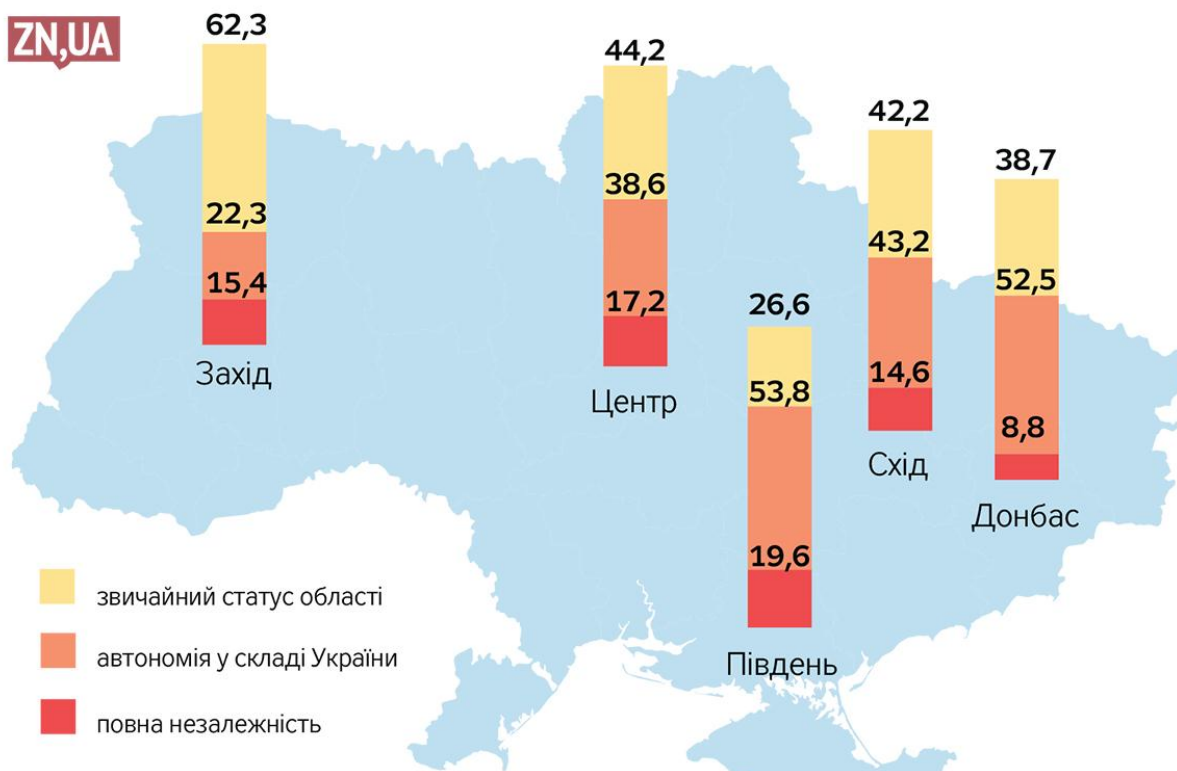 ZN,UA
62,3
22,3
15,4
Захід
44,2
38,6
17,2
Центр
26,6
53,8
19,6
Південь
42,2
43,2
14,6
Схід
38,7
52,5
8,8
Донбас
звичайний статус області
автономія у складі України
повна незалежність